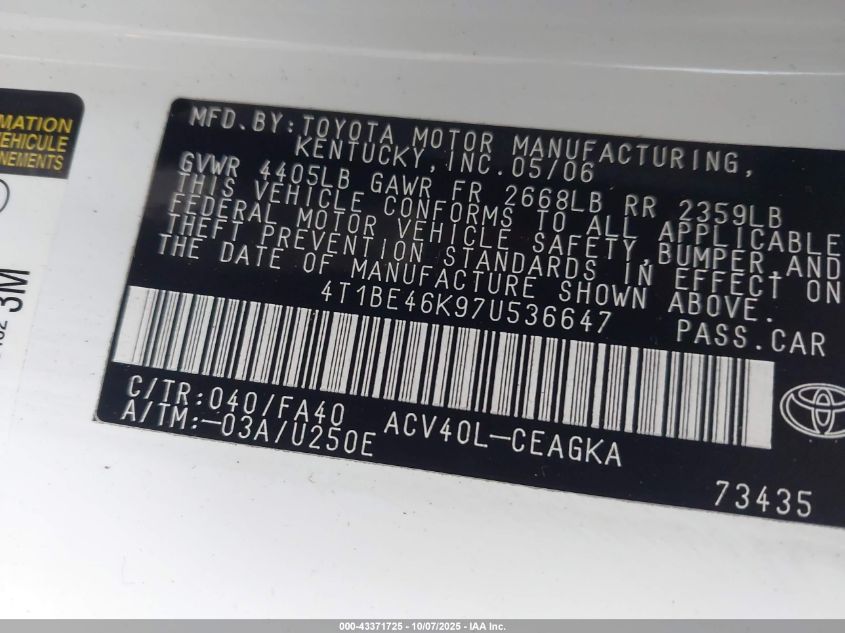 MATION
EHICULE
NEMENTS
3M
MFD.BY:TOYOTA MOTOR MANUFACTURING,
KENTUCKY,INC.05/06
GVWR 4405LB GAWR FR 2668LB RR 2359LB
THIS VEHICLE CONFORMS TO ALL APPLICABLE
FEDERAL MOTOR VEHICLE SAFETY,BUMPER,AND
THEFT PREVENTION STANDARDS IN EFFECT ON
THE DATE OF MANUFACTURE SHOWN ABOVE.
4T1BE46K97U536647
PASS.CAR
C/TR:040/FA40
A/TM:-03A/U250E
ACV40L-CEAGKA
73435
000-43371725 - 10/07/2025 - IAA Inc.